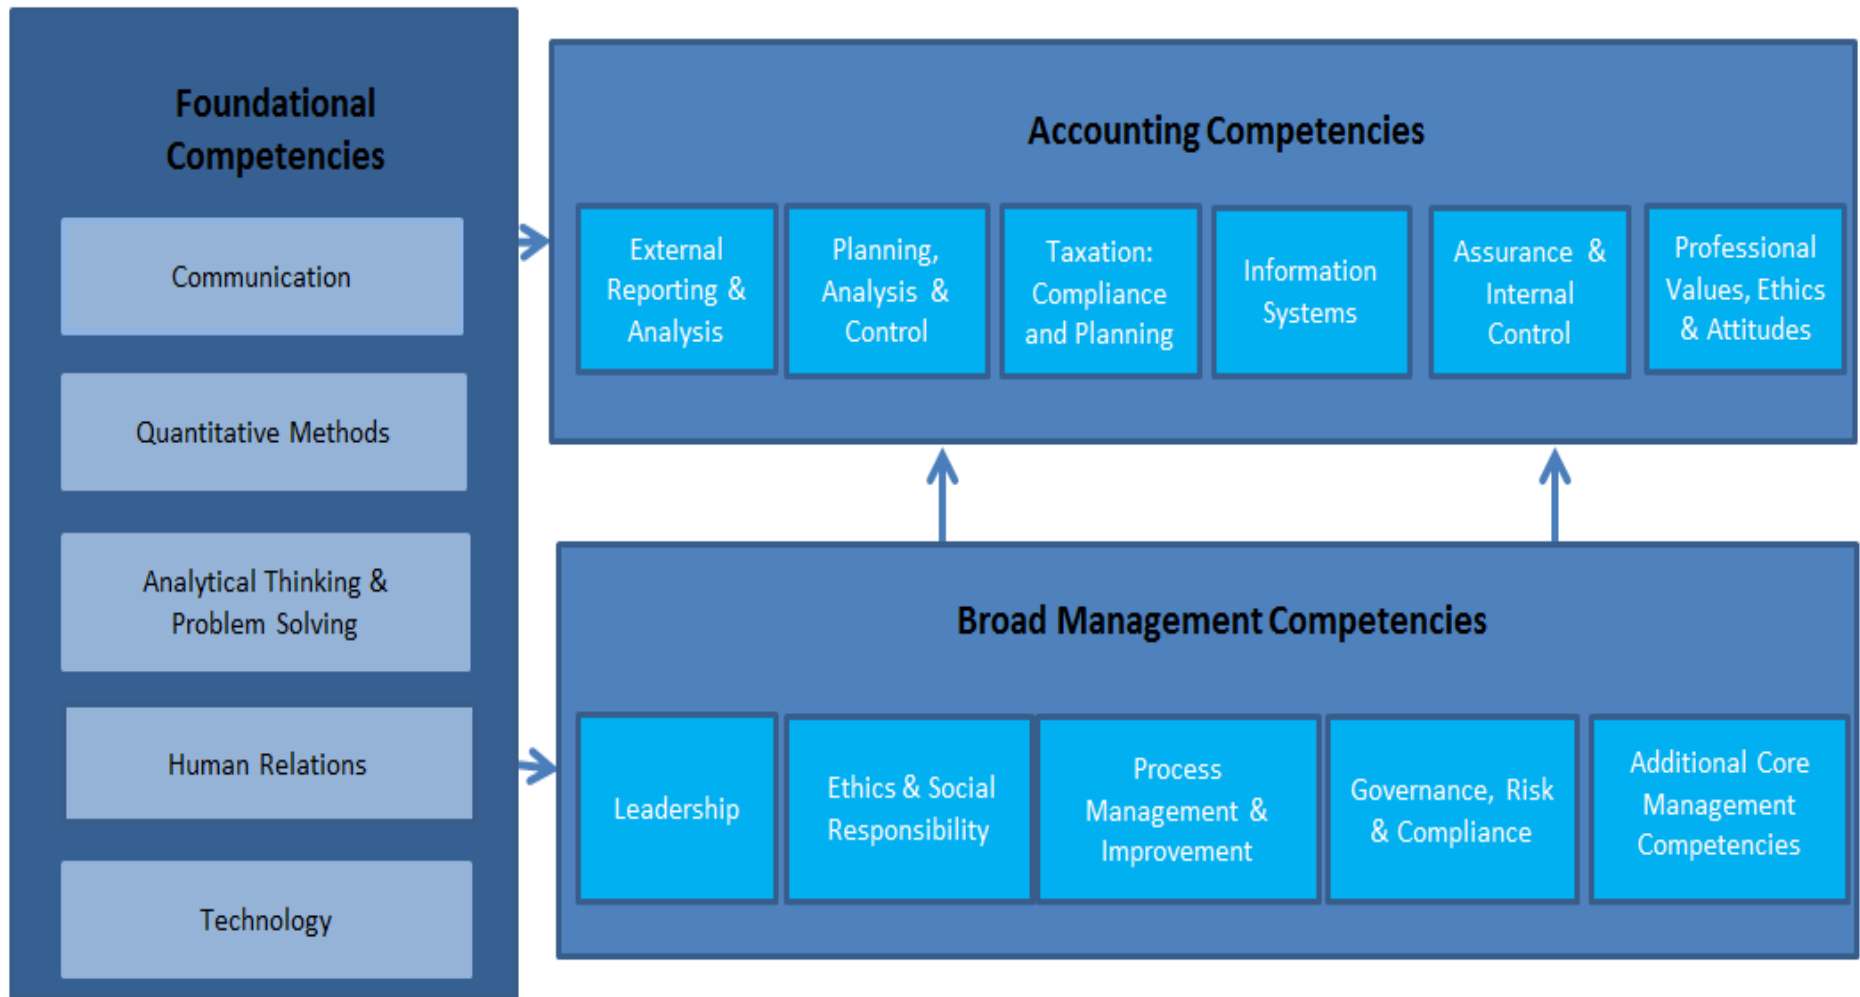 Foundational
Competencies
Communication
Quantitative Methods
Analytical Thinking &
Problem Solving
Human Relations
Technology
Accounting Competencies
External
Reporting &
Analysis
Planning,
Analysis &
Control
Taxation:
Compliance
and Planning
Information
Systems
Assurance &
Internal
Control
Professional
Values, Ethics
& Attitudes
Broad Management Competencies
Leadership
Ethics & Social
Responsibility
Process
Management &
Improvement
Governance, Risk
& Compliance
Additional Core
Management
Competencies